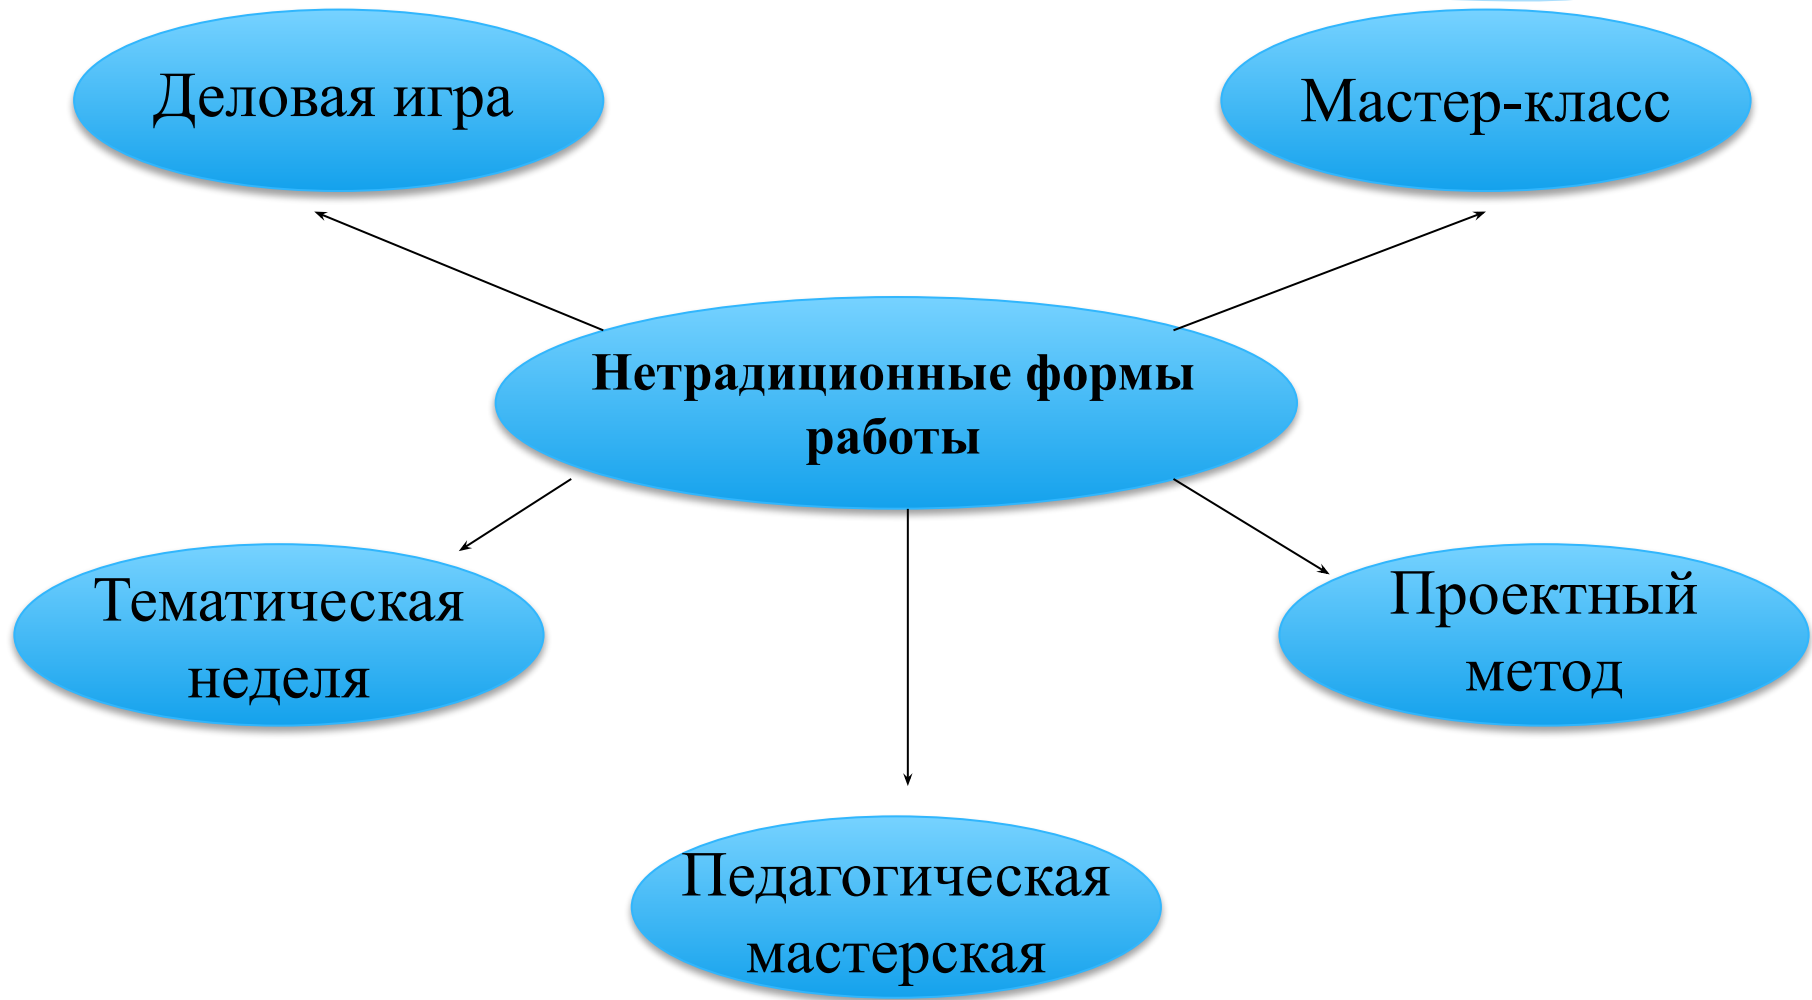 Деловая игра
Мастер-класс
Нетрадиционные формы
работы
Тематическая
неделя
Проектный
метод
Педагогическая
мастерская